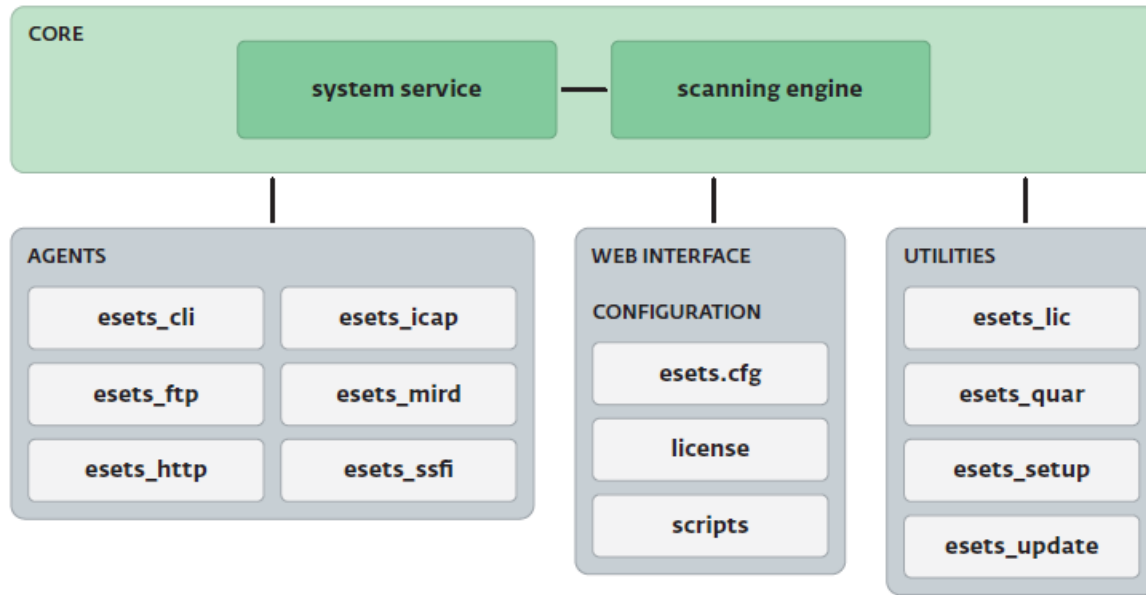 CORE
system service
scanning engine
AGENTS
esets_cli
esets_icap
esets_ftp
esets_mird
esets_http
esets_ssfi
WEB INTERFACE
CONFIGURATION
esets.cfg
license
scripts
UTILITIES
esets_lic
esets_quar
esets_setup
esets_update